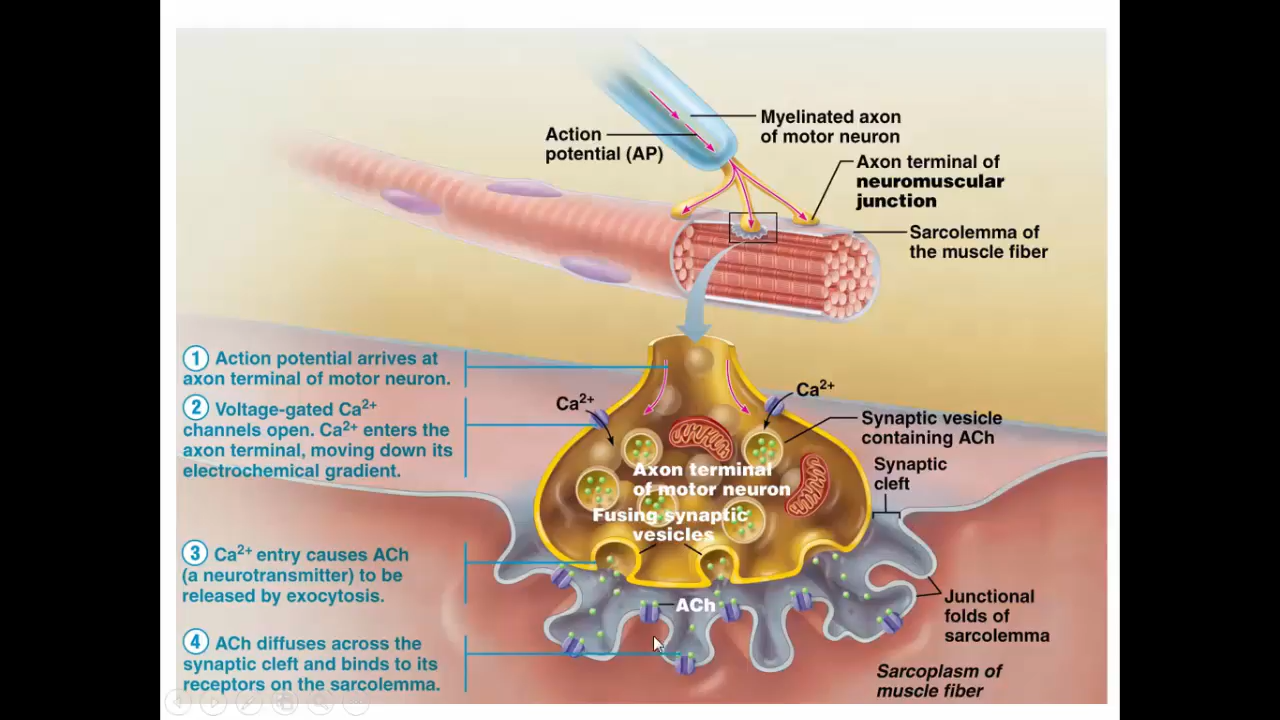 Myelinated axon
of motor neuron
Action
potential (AP)
Axon terminal of
neuromuscular
junction
Sarcolemma of
the muscle fiber
1 Action potential arrives at
axon terminal of motor neuron.
2 Voltage-gated Ca²⁺
channels open. Ca²⁺ enters the
axon terminal, moving down its
electrochemical gradient.
Ca²⁺
Ca²⁺
Synaptic vesicle
containing ACh
Synaptic
cleft
Axon terminal
of motor neuron
Fusing synaptic
vesicles
3 Ca²⁺ entry causes ACh
(a neurotransmitter) to be
released by exocytosis.
ACh
Junctional
folds of
sarcolemma
4 ACh diffuses across the
synaptic cleft and binds to its
receptors on the sarcolemma.
Sarcoplasm of
muscle fiber